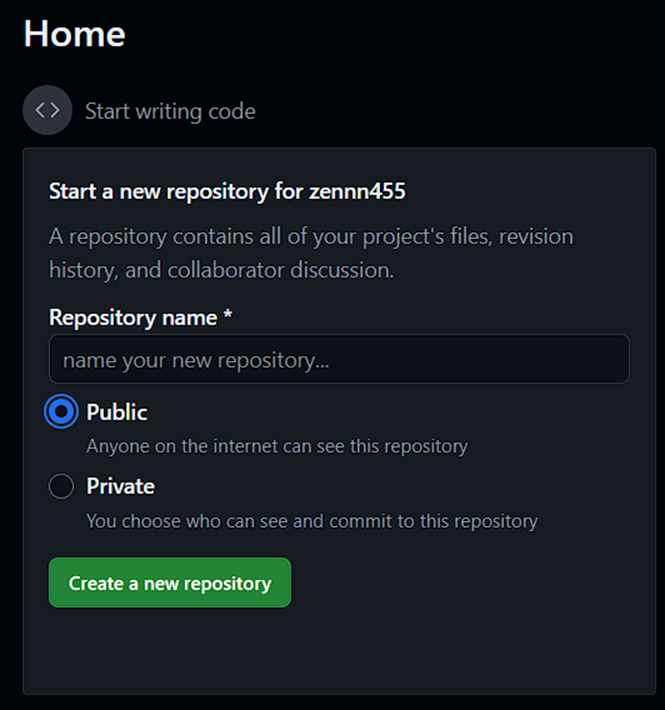 Home
<> Start writing code
Start a new repository for zennn455
A repository contains all of your project's files, revision
history, and collaborator discussion.
Repository name *
name your new repository...
Public
Anyone on the internet can see this repository
Private
You choose who can see and commit to this repository
Create a new repository